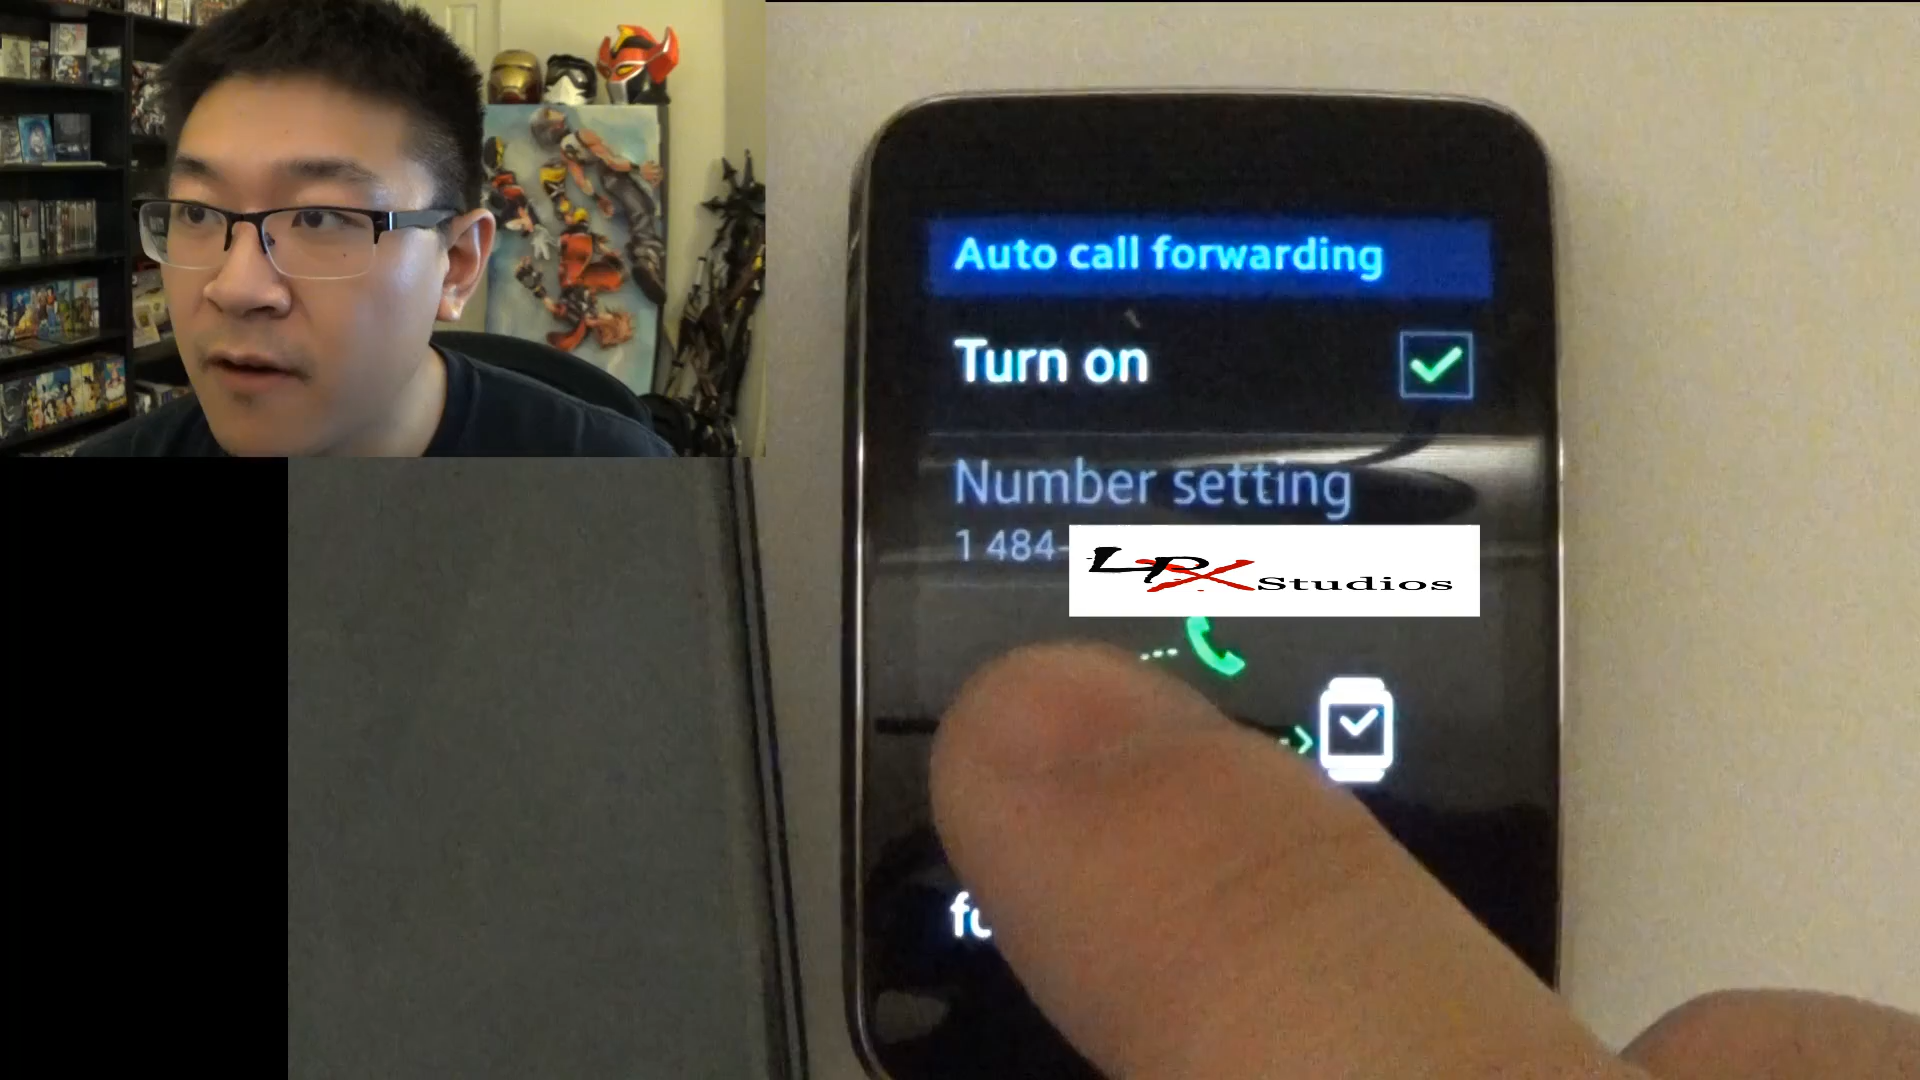 Auto call forwarding
Turn on
Number setting
1 484-
LPX Studios